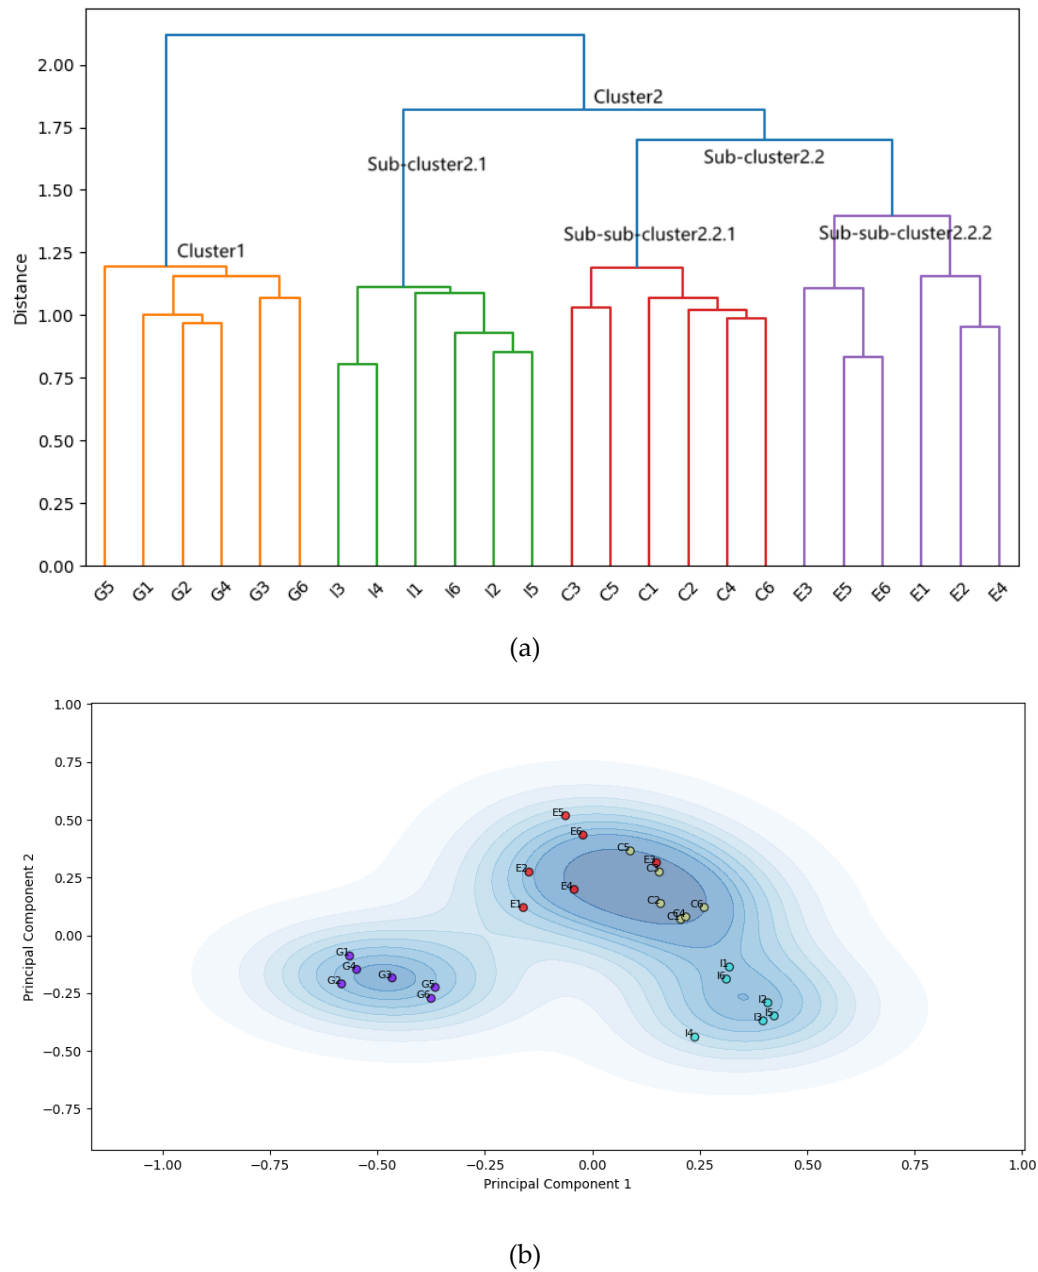 Distance
2.00
1.75
1.50
1.25
1.00
0.75
0.50
0.25
0.00
Cluster2
Sub-cluster2.1
Sub-cluster2.2
Sub-sub-cluster2.2.1
Sub-sub-cluster2.2.2
Cluster1
G5 G1 G2 G4 G3 G6 I3 I4 I1 I6 I2 I5 C3 C5 C1 C2 C4 C6 E3 E5 E6 E1 E2 E4
(a)
Principal Component 2
1.00
0.75
0.50
0.25
0.00
−0.25
−0.50
−0.75
E5
E6
C5
E3
C3
E2
E4
E1
C2
C6
C4
C1
G1
G4
G3
G2
G5
G6
I1
I6
I2
I5
I3
I4
−1.00 −0.75 −0.50 −0.25 0.00 0.25 0.50 0.75 1.00
Principal Component 1
(b)